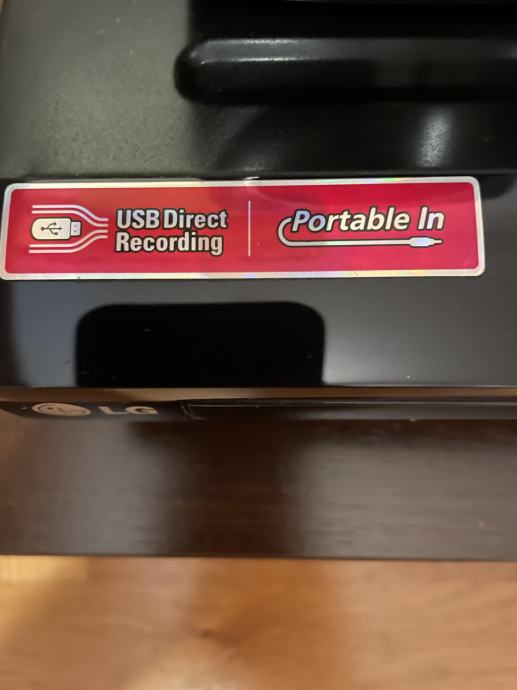 USB Direct
Recording
Portable In
LG